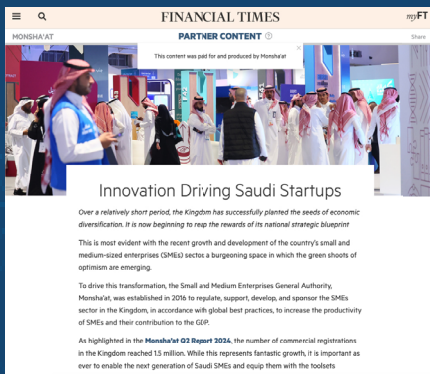 FINANCIAL TIMES
myFT
MONSHA'AT
PARTNER CONTENT
Share
This content was paid for and produced by Monsha'at
Innovation Driving Saudi Startups
Over a relatively short period, the Kingdom has successfully planted the seeds of economic
diversification. It is now beginning to reap the rewards of its national strategic blueprint
This is most evident with the recent growth and development of the country's small and
medium-sized enterprises (SMEs) sector: a burgeoning space in which the green shoots of
optimism are emerging.
To drive this transformation, the Small and Medium Enterprises General Authority,
Monsha'at, was established in 2016 to regulate, support, develop, and sponsor the SMEs
sector in the Kingdom, in accordance with global best practices, to increase the productivity
of SMEs and their contribution to the GDP.
As highlighted in the Monsha'at Q2 Report 2024, the number of commercial registrations
in the Kingdom reached 1.5 million. While this represents fantastic growth, it is important as
ever to enable the next generation of Saudi SMEs and equip them with the toolsets